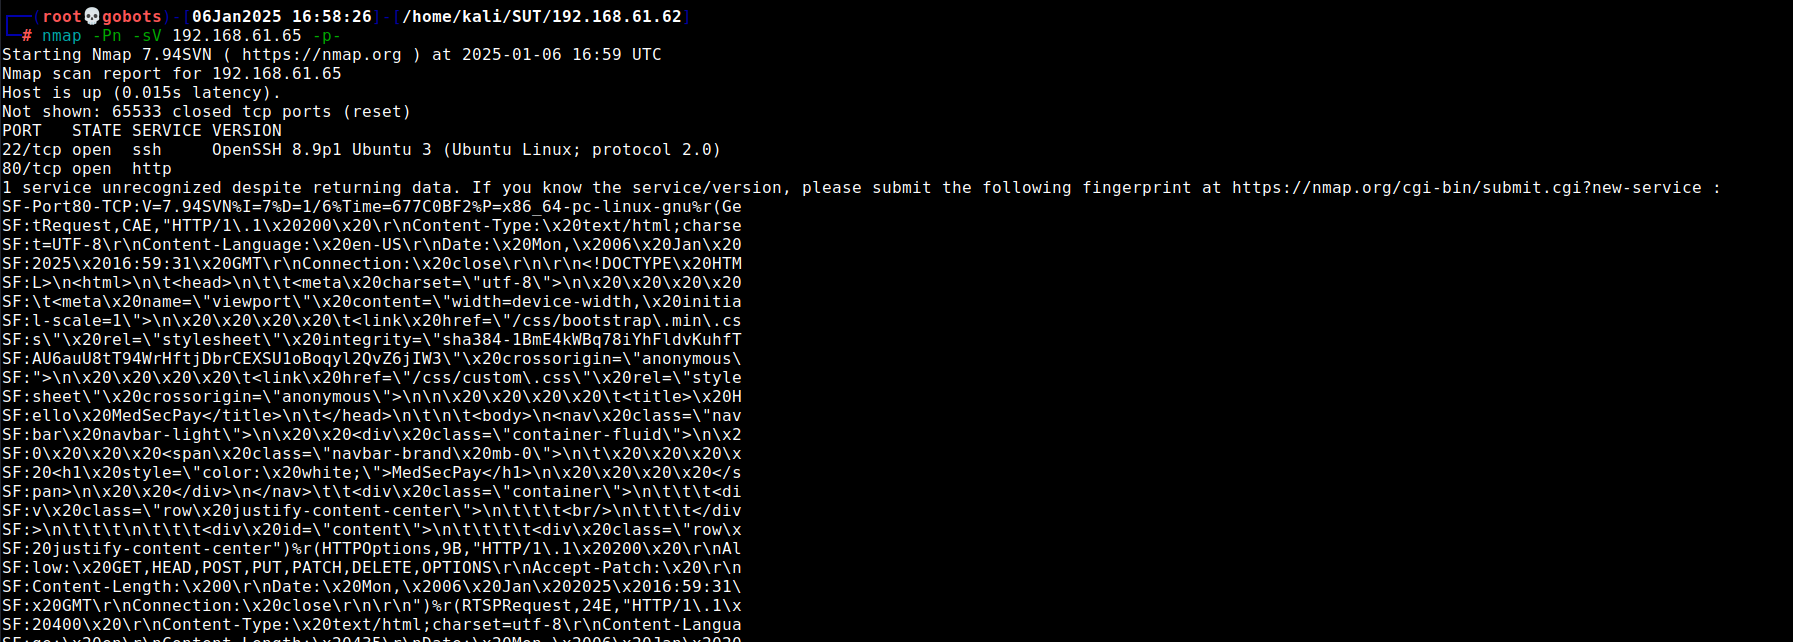 (root💀gobots)-[06Jan2025 16:58:26]-[/home/kali/SUT/192.168.61.62]
# nmap -Pn -sV 192.168.61.65 -p-
Starting Nmap 7.94SVN ( https://nmap.org ) at 2025-01-06 16:59 UTC
Nmap scan report for 192.168.61.65
Host is up (0.015s latency).
Not shown: 65533 closed tcp ports (reset)
PORT   STATE SERVICE VERSION
22/tcp open  ssh     OpenSSH 8.9p1 Ubuntu 3 (Ubuntu Linux; protocol 2.0)
80/tcp open  http
1 service unrecognized despite returning data. If you know the service/version, please submit the following fingerprint at https://nmap.org/cgi-bin/submit.cgi?new-service :
SF-Port80-TCP:V=7.94SVN%I=7%D=1/6%Time=677C0BF2%P=x86_64-pc-linux-gnu%r(Ge
SF:tRequest,CAE,"HTTP/1\.1\x20200\x20\r\nContent-Type:\x20text/html;charse
SF:t=UTF-8\r\nContent-Language:\x20en-US\r\nDate:\x20Mon,\x2006\x20Jan\x20
SF:2025\x2016:59:31\x20GMT\r\nConnection:\x20close\r\n\r\n<!DOCTYPE\x20HTM
SF:L>\n<html>\n\t<head>\n\t\t<meta\x20charset=\"utf-8\">\n\x20\x20\x20\x20
SF:\t<meta\x20name=\"viewport\"\x20content=\"width=device-width,\x20initia
SF:l-scale=1\">\n\x20\x20\x20\x20\t<link\x20href=\"/css/bootstrap\.min\.cs
SF:s\"\x20rel=\"stylesheet\"\x20integrity=\"sha384-1BmE4kWBq78iYhFldvKuhfT
SF:AU6auU8tT94WrHftjDbrCEXSU1oBoqyl2QvZ6jIW3\"\x20crossorigin=\"anonymous\
SF:">\n\x20\x20\x20\x20\t<link\x20href=\"/css/custom\.css\"\x20rel=\"style
SF:sheet\"\x20crossorigin=\"anonymous\">\n\n\x20\x20\x20\x20\t<title>\x20H
SF:ello\x20MedSecPay</title>\n\t</head>\n\t\n\t<body>\n<nav\x20class=\"nav
SF:bar\x20navbar-light\">\n\x20\x20<div\x20class=\"container-fluid\">\n\x2
SF:0\x20\x20\x20<span\x20class=\"navbar-brand\x20mb-0\">\n\t\x20\x20\x20\x
SF:20<h1\x20style=\"color:\x20white;\">MedSecPay</h1>\n\x20\x20\x20\x20</s
SF:pan>\n\x20\x20</div>\n</nav>\t\t<div\x20class=\"container\">\n\t\t\t<di
SF:v\x20class=\"row\x20justify-content-center\">\n\t\t\t<br/>\n\t\t\t</div
SF:>\n\t\t\t\n\t\t\t<div\x20id=\"content\">\n\t\t\t\t<div\x20class=\"row\x
SF:20justify-content-center")%r(HTTPOptions,9B,"HTTP/1\.1\x20200\x20\r\nAl
SF:low:\x20GET,HEAD,POST,PUT,PATCH,DELETE,OPTIONS\r\nAccept-Patch:\x20\r\n
SF:Content-Length:\x200\r\nDate:\x20Mon,\x2006\x20Jan\x202025\x2016:59:31\
SF:x20GMT\r\nConnection:\x20close\r\n\r\n")%r(RTSPRequest,24E,"HTTP/1\.1\x
SF:20400\x20\r\nContent-Type:\x20text/html;charset=utf-8\r\nContent-Langua
SF:ge:\x20en\r\nContent-Length:\x20435\r\nDate:\x20Mon,\x2006\x20Jan\x20